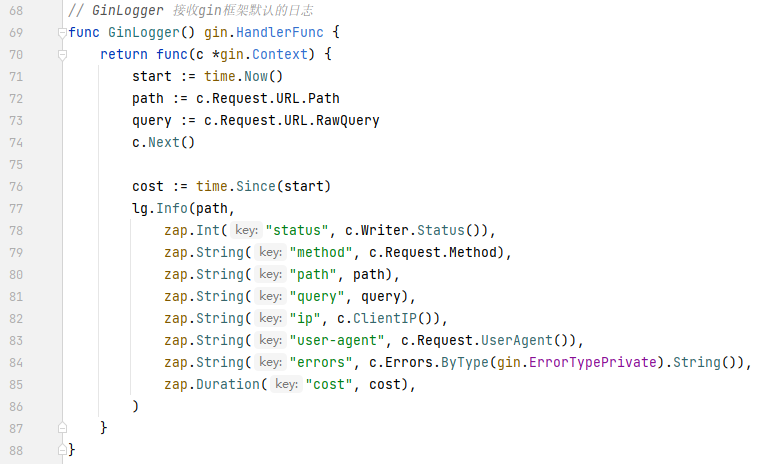 68 // GinLogger 接收gin框架默认的日志
69 func GinLogger() gin.HandlerFunc {
70     return func(c *gin.Context) {
71         start := time.Now()
72         path := c.Request.URL.Path
73         query := c.Request.URL.RawQuery
74         c.Next()
75
76         cost := time.Since(start)
77         lg.Info(path,
78             zap.Int( key: "status", c.Writer.Status()),
79             zap.String( key: "method", c.Request.Method),
80             zap.String( key: "path", path),
81             zap.String( key: "query", query),
82             zap.String( key: "ip", c.ClientIP()),
83             zap.String( key: "user-agent", c.Request.UserAgent()),
84             zap.String( key: "errors", c.Errors.ByType(gin.ErrorTypePrivate).String()),
85             zap.Duration( key: "cost", cost),
86         )
87     }
88 }